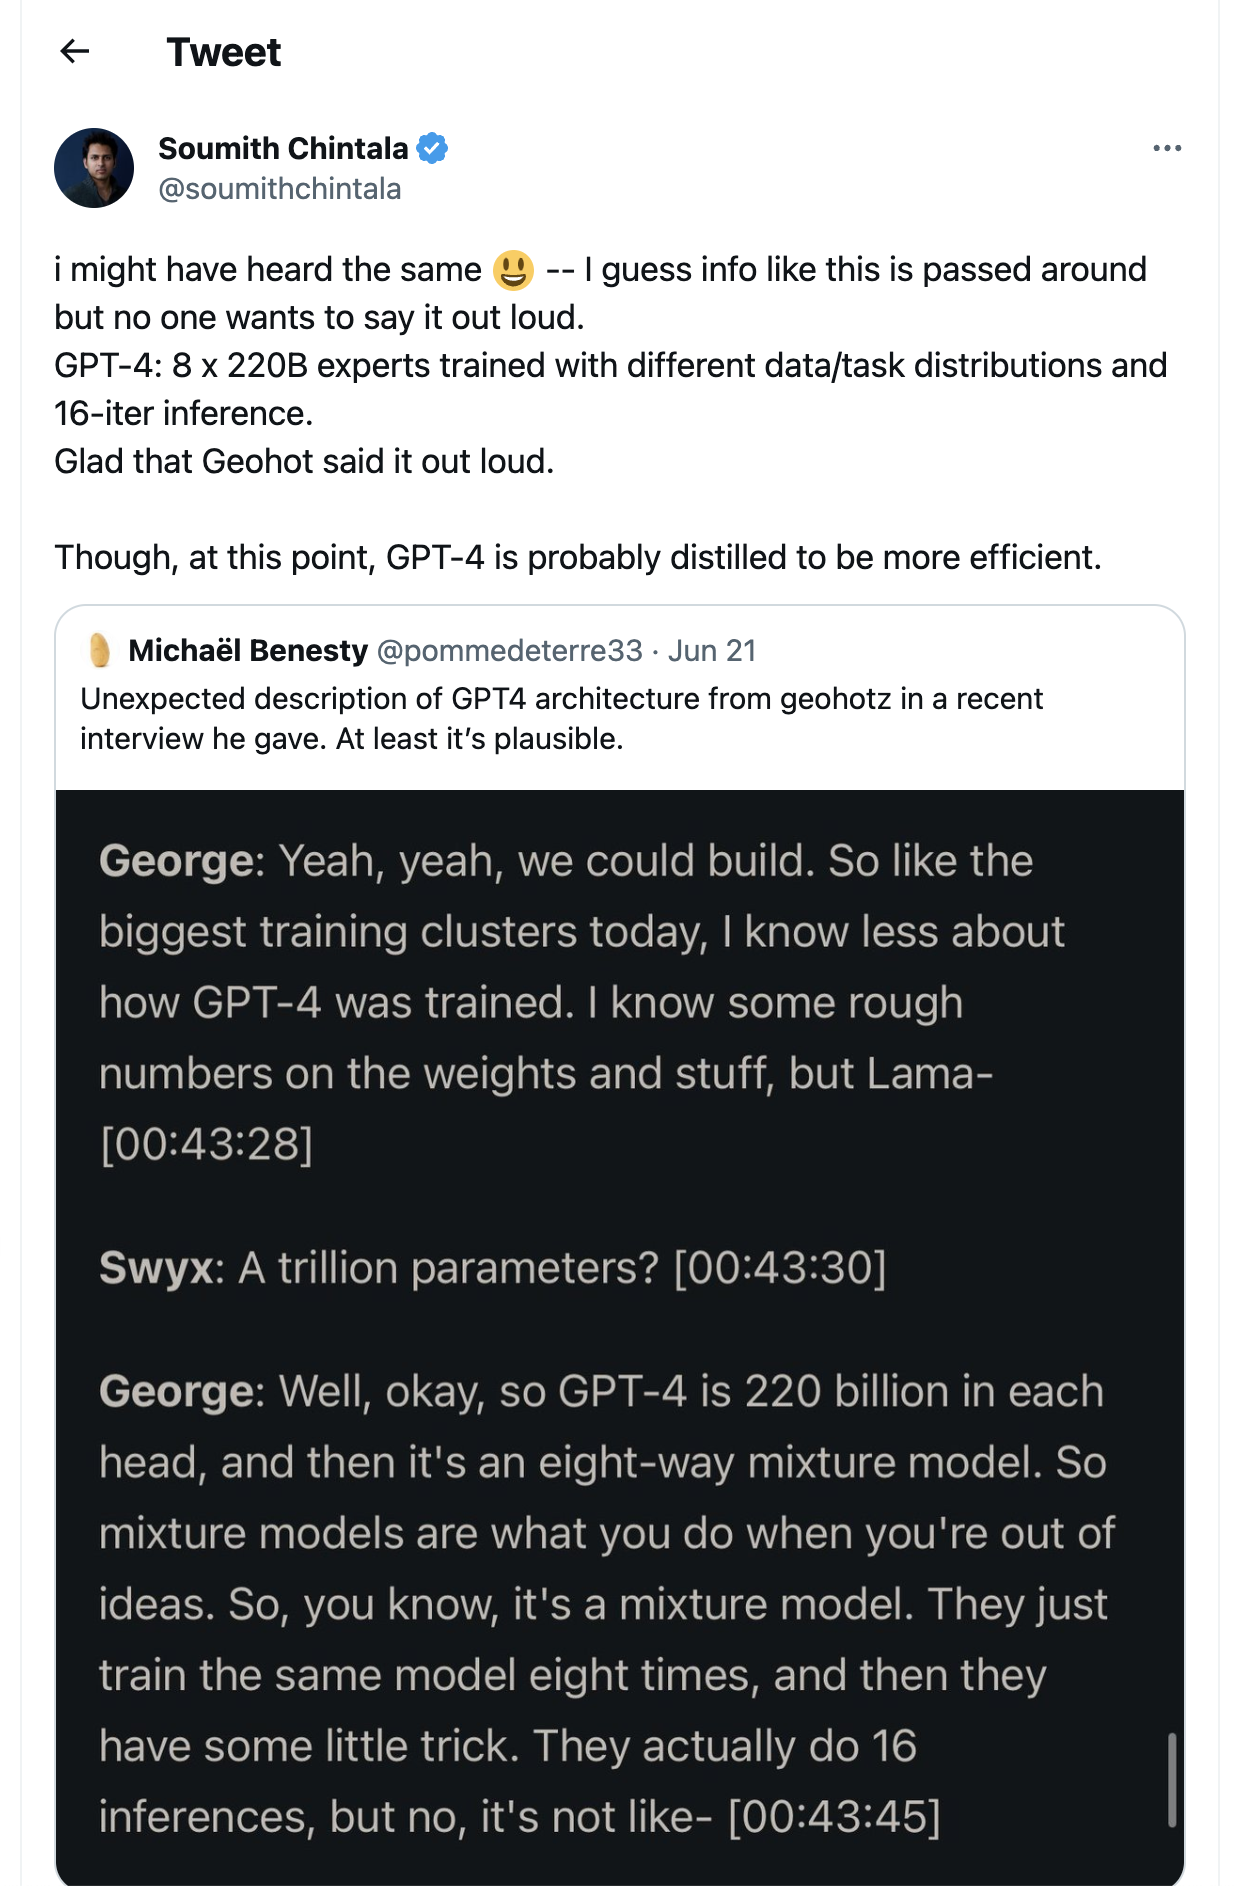 Tweet
Soumith Chintala
@soumithchintala
i might have heard the same 😃 -- I guess info like this is passed around
but no one wants to say it out loud.
GPT-4: 8 x 220B experts trained with different data/task distributions and
16-iter inference.
Glad that Geohot said it out loud.
Though, at this point, GPT-4 is probably distilled to be more efficient.
Michaël Benesty @pommedeterre33 · Jun 21
Unexpected description of GPT4 architecture from geohotz in a recent
interview he gave. At least it’s plausible.
George: Yeah, yeah, we could build. So like the
biggest training clusters today, I know less about
how GPT-4 was trained. I know some rough
numbers on the weights and stuff, but Lama-
[00:43:28]
Swyx: A trillion parameters? [00:43:30]
George: Well, okay, so GPT-4 is 220 billion in each
head, and then it's an eight-way mixture model. So
mixture models are what you do when you're out of
ideas. So, you know, it's a mixture model. They just
train the same model eight times, and then they
have some little trick. They actually do 16
inferences, but no, it's not like- [00:43:45]